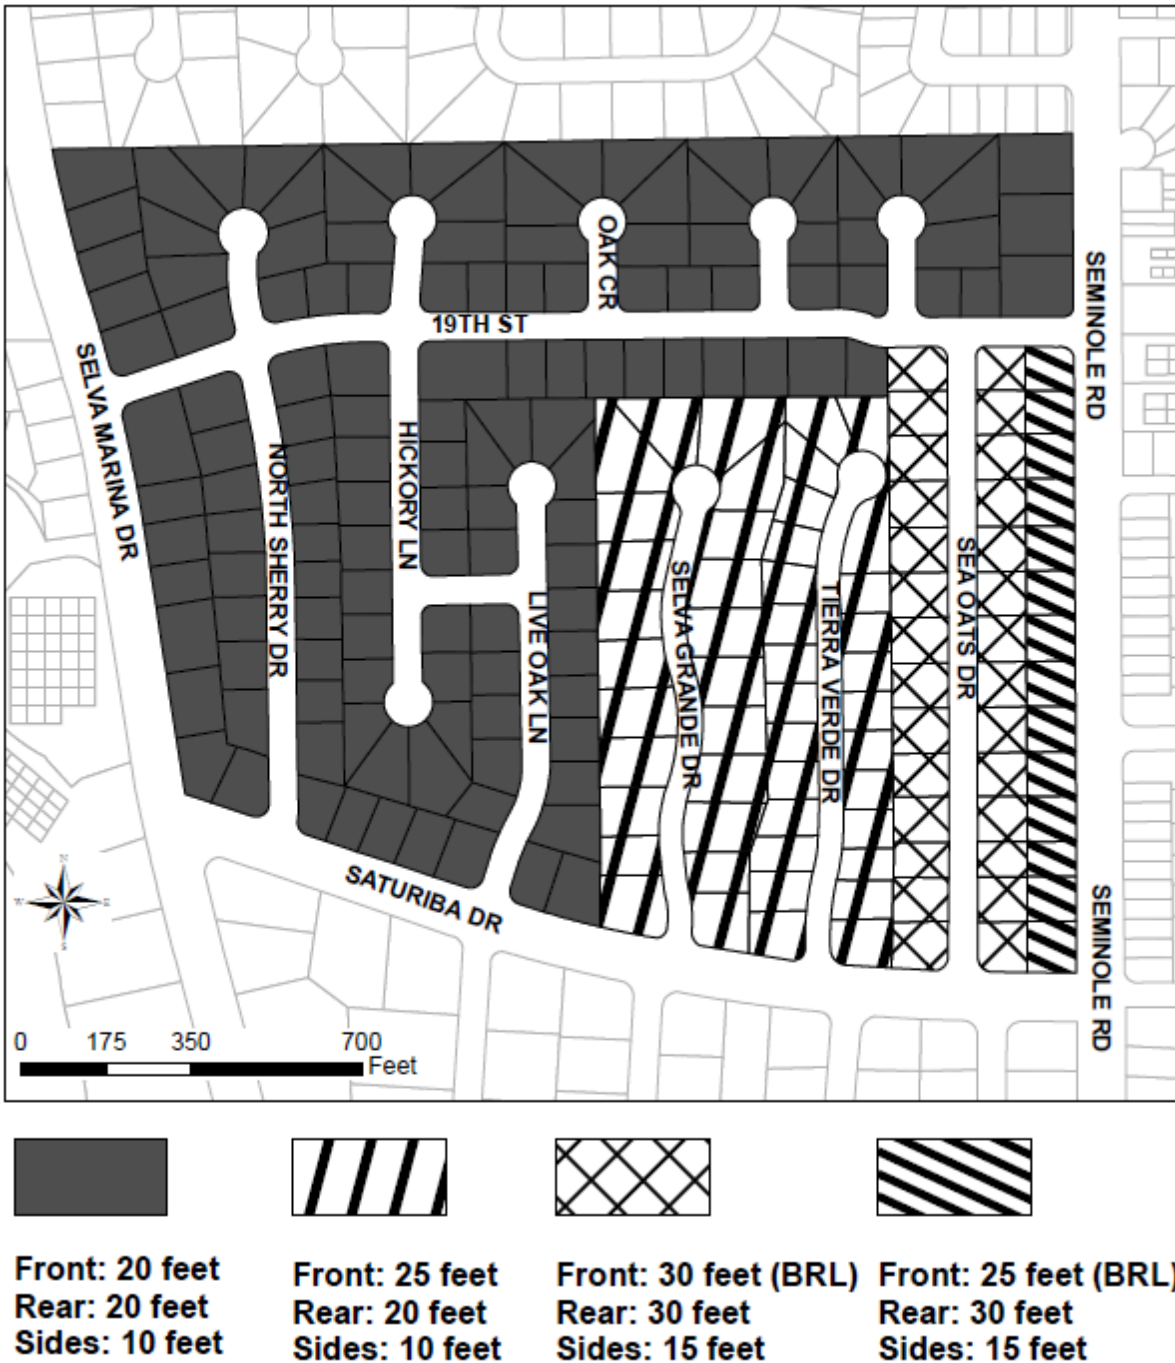 OAK CR
19TH ST
SEMINOLE RD
SELVA MARINA DR
NORTH SHERRY DR
HICKORY LN
LIVE OAK LN
SELVA GRANDE DR
TIERRA VERDE DR
SEA OATS DR
SATURIBA DR
SEMINOLE RD
N
W E
S
0 175 350 700
Feet
Front: 20 feet
Rear: 20 feet
Sides: 10 feet
Front: 25 feet
Rear: 20 feet
Sides: 10 feet
Front: 30 feet (BRL)
Rear: 30 feet
Sides: 15 feet
Front: 25 feet (BRL)
Rear: 30 feet
Sides: 15 feet